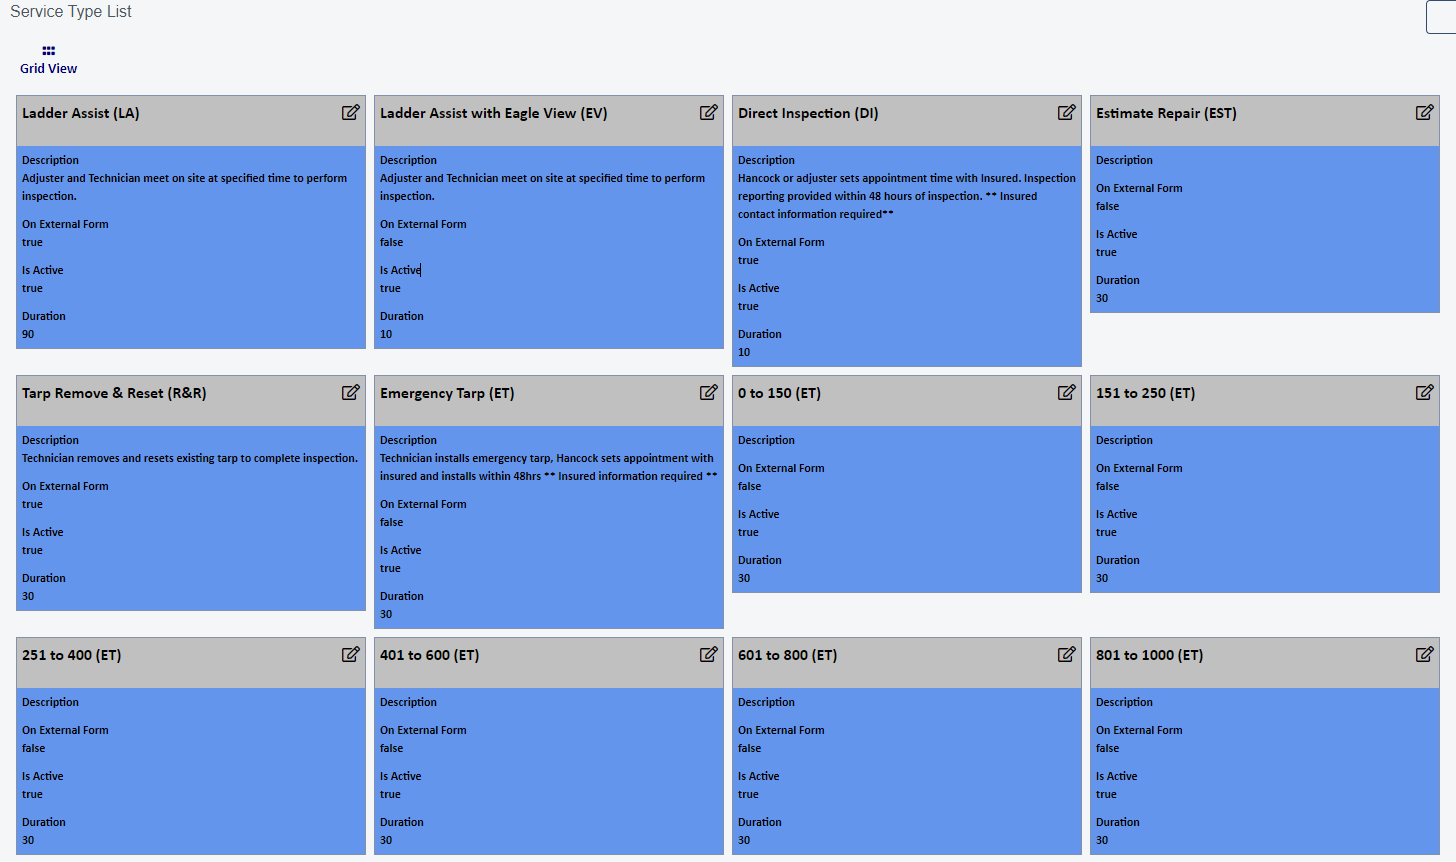 Service Type List
Grid View
Ladder Assist (LA)
Description
Adjuster and Technician meet on site at specified time to perform
inspection.
On External Form
true
Is Active
true
Duration
90
Ladder Assist with Eagle View (EV)
Description
Adjuster and Technician meet on site at specified time to perform
inspection.
On External Form
false
Is Active
true
Duration
10
Direct Inspection (DI)
Description
Hancock or adjuster sets appointment time with Insured. Inspection
reporting provided within 48 hours of inspection. ** Insured
contact information required**
On External Form
true
Is Active
true
Duration
10
Estimate Repair (EST)
Description
On External Form
false
Is Active
true
Duration
30
Tarp Remove & Reset (R&R)
Description
Technician removes and resets existing tarp to complete inspection.
On External Form
true
Is Active
true
Duration
30
Emergency Tarp (ET)
Description
Technician installs emergency tarp, Hancock sets appointment with
insured and installs within 48hrs ** Insured information required **
On External Form
false
Is Active
true
Duration
30
0 to 150 (ET)
Description
On External Form
false
Is Active
true
Duration
30
151 to 250 (ET)
Description
On External Form
false
Is Active
true
Duration
30
251 to 400 (ET)
Description
On External Form
false
Is Active
true
Duration
30
401 to 600 (ET)
Description
On External Form
false
Is Active
true
Duration
30
601 to 800 (ET)
Description
On External Form
false
Is Active
true
Duration
30
801 to 1000 (ET)
Description
On External Form
false
Is Active
true
Duration
30